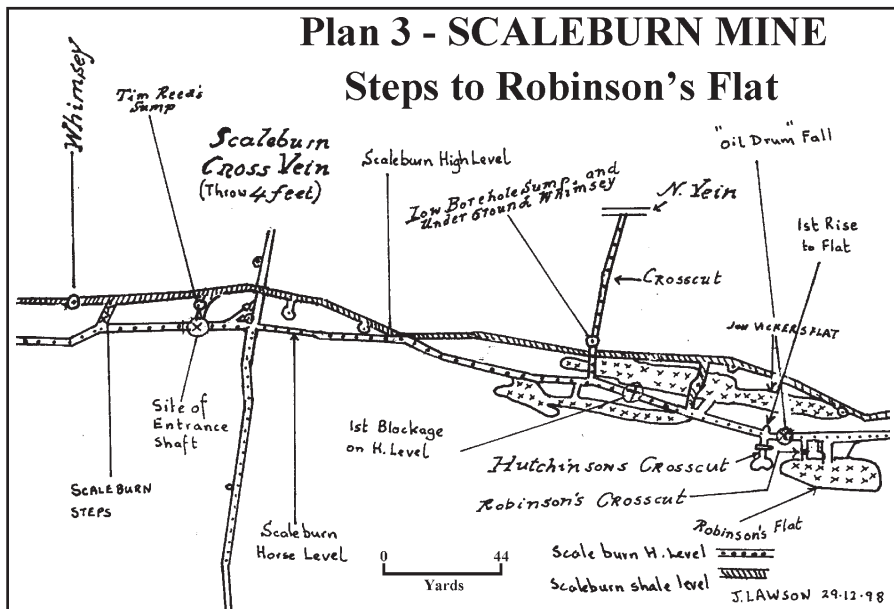 Plan 3 - SCALEBURN MINE
Steps to Robinson's Flat
Whimsey
Tim Reed's
Sump
Scaleburn
Cross Vein
(Throw 4 feet)
Scaleburn High Level
Low Borehole Sump, and
Under Ground Whimsey
N. Vein
"Oil Drum" Fall
1st Rise
to Flat
Crosscut
JON VICKERS FLAT
Site of
Entrance
Shaft
1st Blockage
on H. Level
Hutchinsons Crosscut
Robinson's Crosscut
Robinson's Flat
SCALEBURN
STEPS
Scaleburn
Horse Level
0 44
Yards
Scale burn H. Level
Scaleburn shale level
J. LAWSON 29-12-98